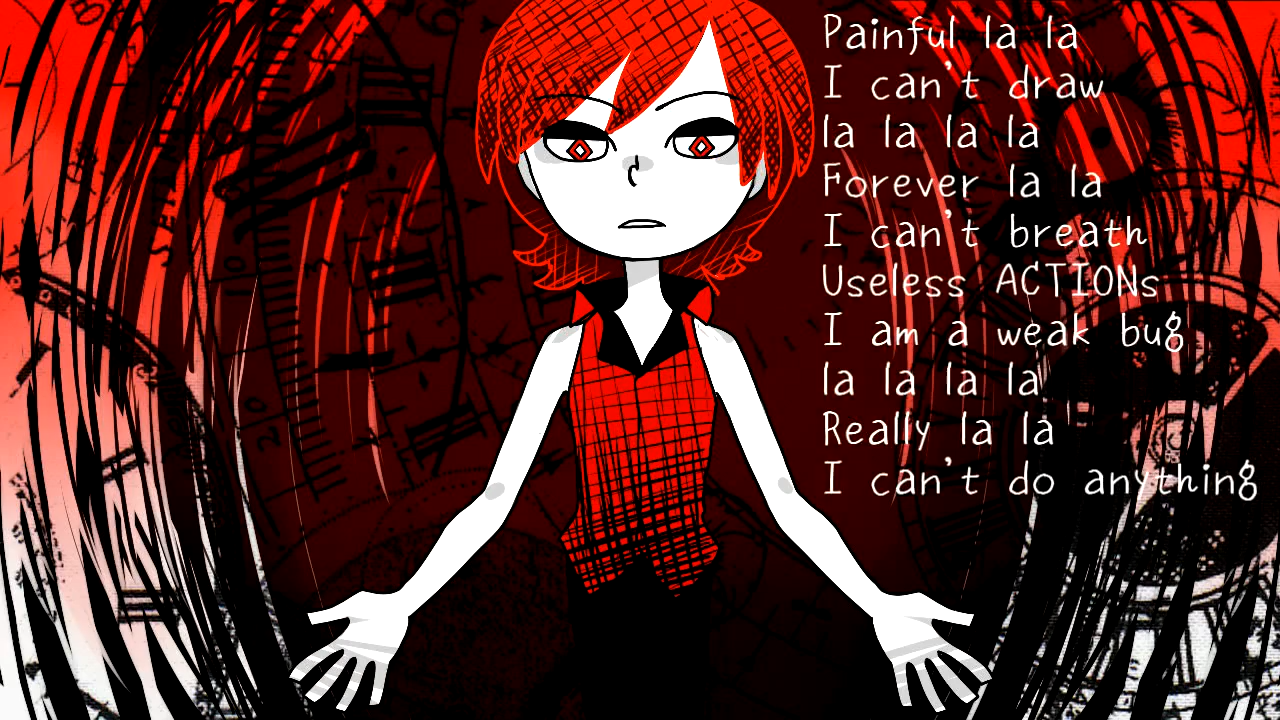 Painful la la
I can't draw
la la la la
Forever la la
I can't breath
Useless ACTIONs
I am a weak bug
la la la la
Really la la
I can't do anything